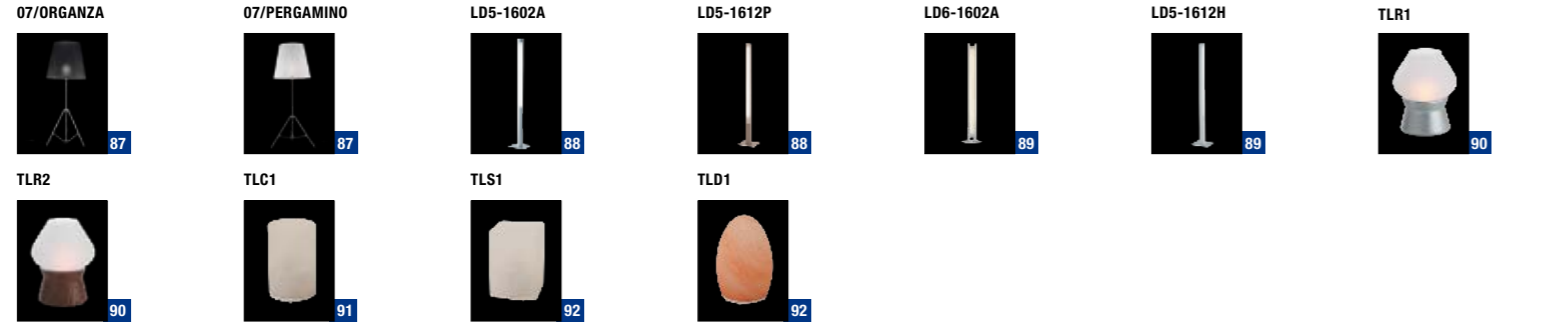 07/ORGANZA 07/PERGAMINO LD5-1602A LD5-1612P LD6-1602A LD5-1612H TLR1
87 87 88 88 89 89 90
TLR2 TLC1 TLS1 TLD1
90 91 92 92